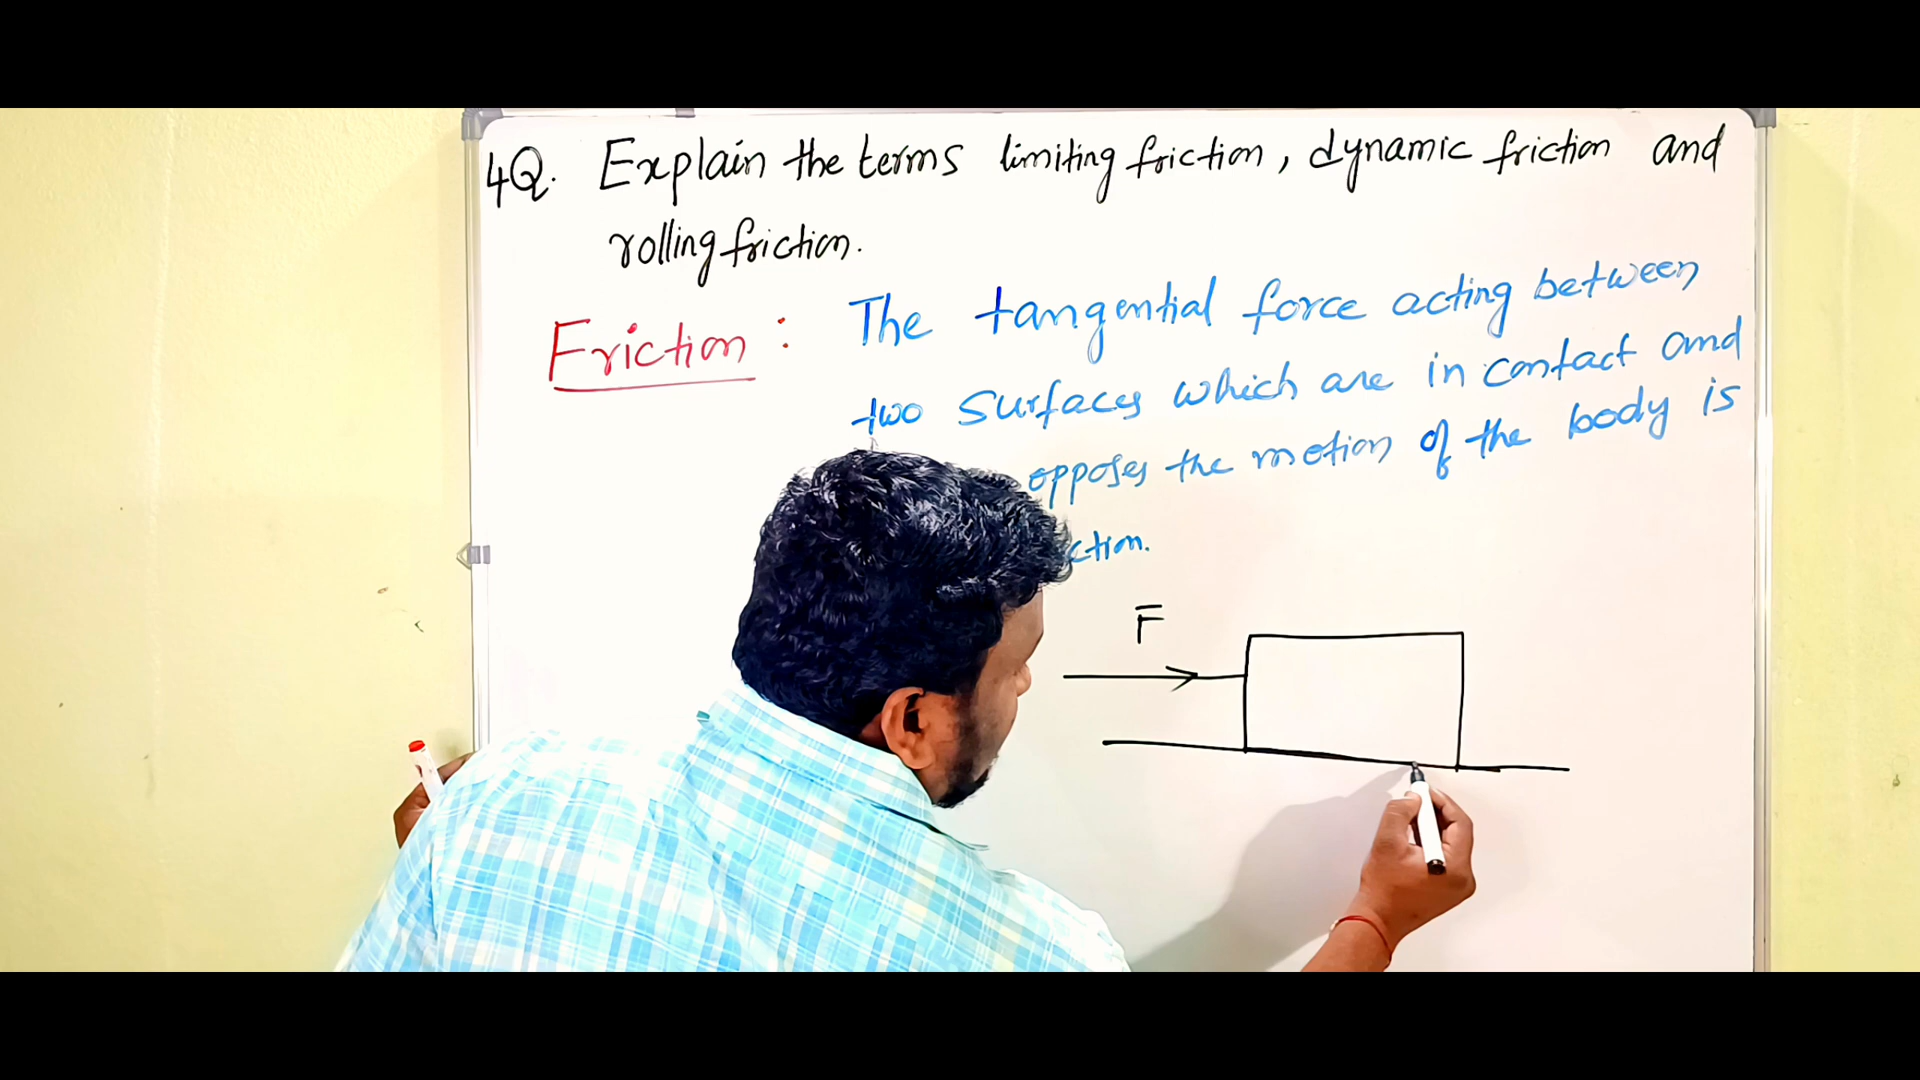 4Q. Explain the terms limiting friction, dynamic friction and
rolling friction.
Friction : The tangential force acting between
two surfaces which are in contact and
opposes the motion of the body is
ction.
F